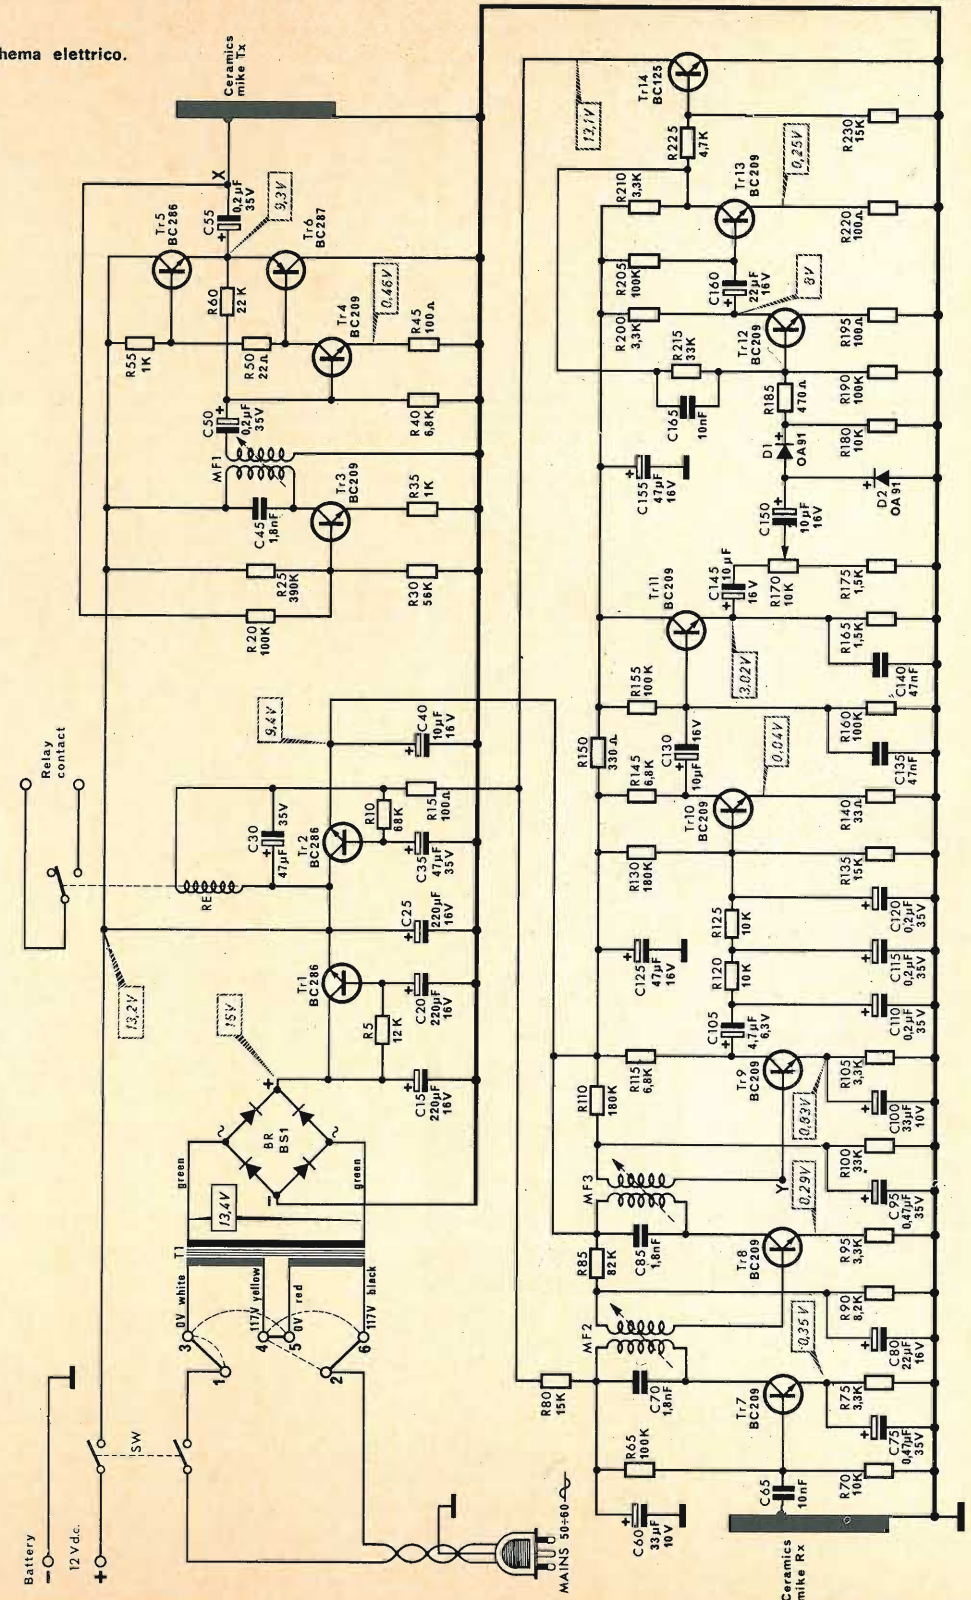 hema elettrico.
Ceramics
mike Tx
X
C55
0,2µF
35V
9,3V
Tr5
BC286
Tr6
BC287
R60
22 K
R55
1K
R50
22Ω
Tr4
BC209
0,46V
R45
100Ω
C50
0,2µF
35V
R40
6,8K
MF1
C45
1,8nF
Tr3
BC209
R35
1K
R25
390K
R30
56K
R20
100K
Relay
contact
RE
9,4V
C40
10µF
16V
C30
47µF
35V
R10
68K
R15
100Ω
Tr2
BC286
C35
47µF
35V
C25
220µF
16V
13,2V
Tr1
BC286
C20
220µF
16V
R5
12 K
15V
C15
220µF
16V
BR
BS1
+
−
~
~
green
green
13,4V
T1
0V white
117V yellow
0V red
117V black
3
4
5
6
1
2
SW
Battery
−
12 Vd.c.
+
MAINS 50÷60
Tr14
BC125
13,1V
R225
4,7K
R230
15K
R210
3,3K
Tr13
BC209
0,25V
R220
100Ω
R205
100K
C160
22µF
16V
8V
R200
3,3K
R215
33K
Tr12
BC209
R195
100Ω
C165
10nF
R185
470Ω
R190
100K
D1
OA91
R180
10K
C155
47µF
16V
D2
OA91
C150
10µF
16V
C145
10µF
16V
R170
10K
R175
1,5K
Tr11
BC209
3,02V
R165
1,5K
C140
47nF
R155
100K
R160
100K
C135
47nF
R150
330Ω
C130
10µF
16V
R145
6,8K
0,04V
Tr10
BC209
R140
33Ω
R130
180K
R135
15K
R125
10K
C120
0,2µF
35V
C125
47µF
16V
R120
10K
C115
0,2µF
35V
C105
4,7µF
6,3V
C110
0,2µF
35V
R115
6,8K
Tr9
BC209
R105
3,3K
R110
180K
0,83V
C100
33µF
10V
R100
33K
MF3
Y
0,29V
C95
0,47µF
35V
C85
1,8nF
Tr8
BC209
R95
3,3K
R85
82K
R90
8,2K
MF2
0,35V
C80
22µF
16V
R80
15K
C70
1,8nF
Tr7
BC209
R75
3,3K
C75
0,47µF
35V
R65
100K
C65
10nF
R70
10K
C60
33µF
10V
Ceramics
mike Rx